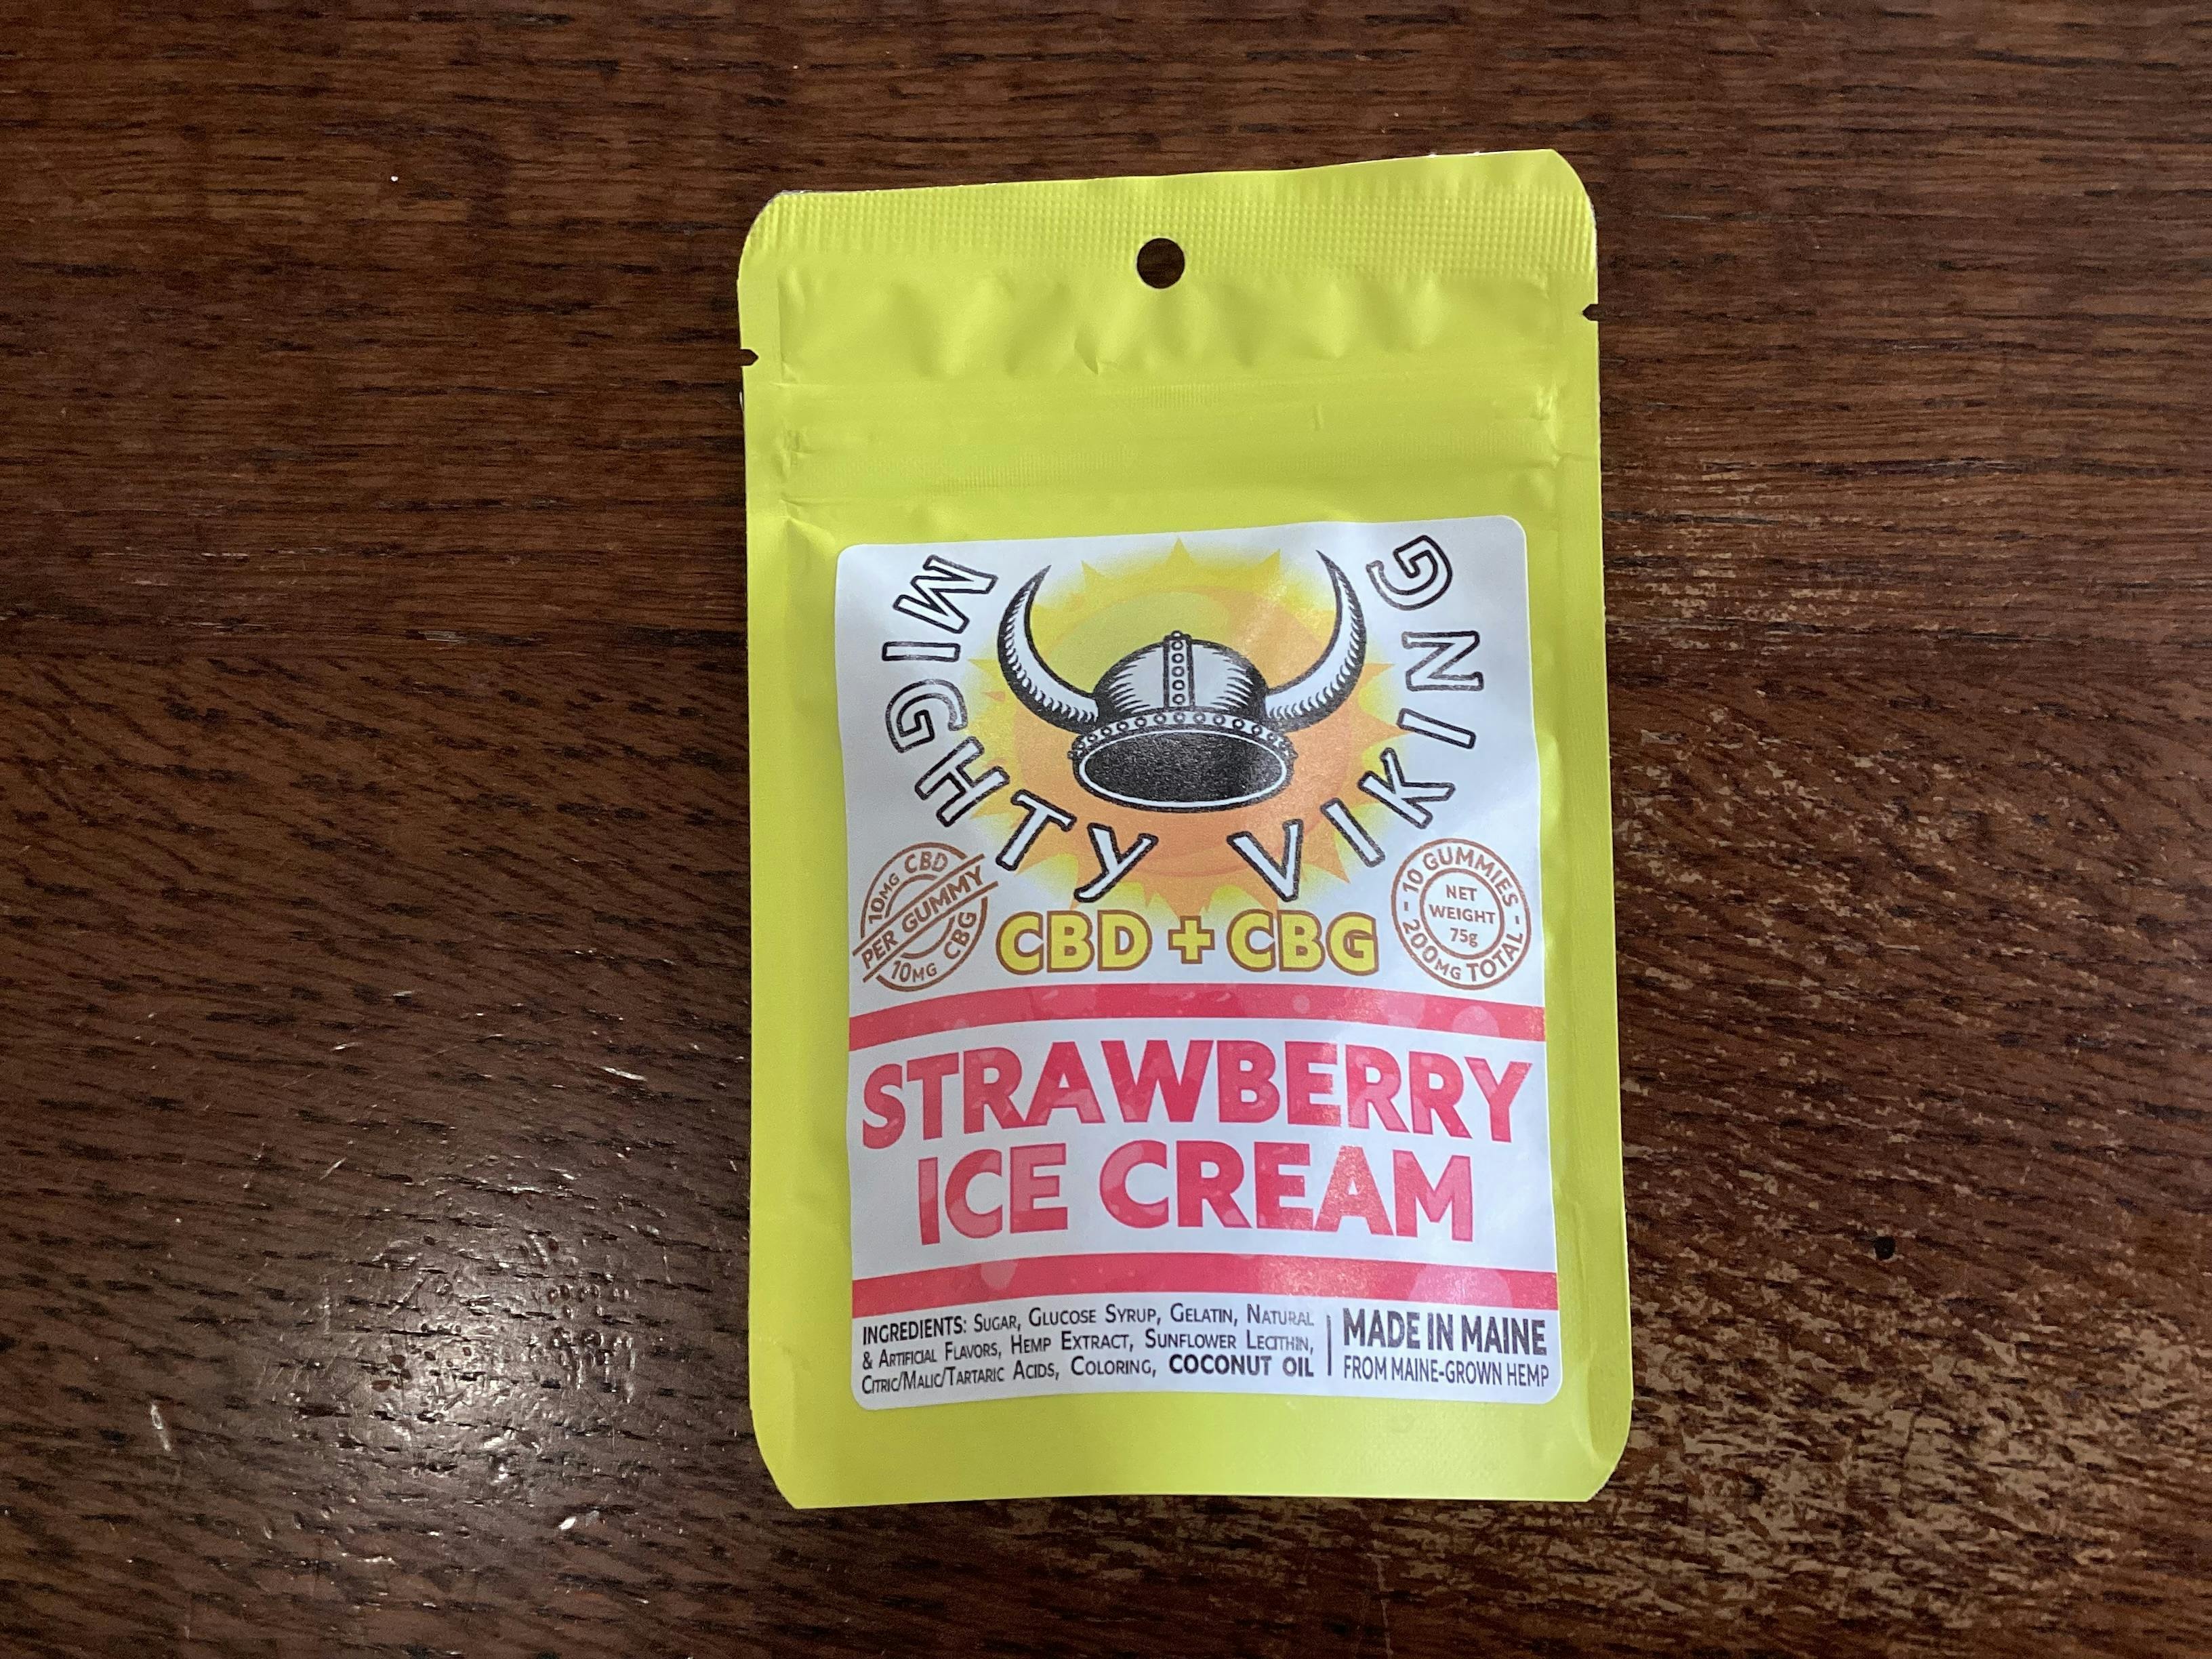 MIGHTY VIKING
10MG CBD
PER GUMMY
10MG CBG
CBD + CBG
10 GUMMIES
NET
WEIGHT
75g
- 200MG TOTAL -
STRAWBERRY
ICE CREAM
INGREDIENTS: SUGAR, GLUCOSE SYRUP, GELATIN, NATURAL
& ARTIFICIAL FLAVORS, HEMP EXTRACT, SUNFLOWER LECITHIN,
CITRIC/MALIC/TARTARIC ACIDS, COLORING, COCONUT OIL
MADE IN MAINE
FROM MAINE-GROWN HEMP